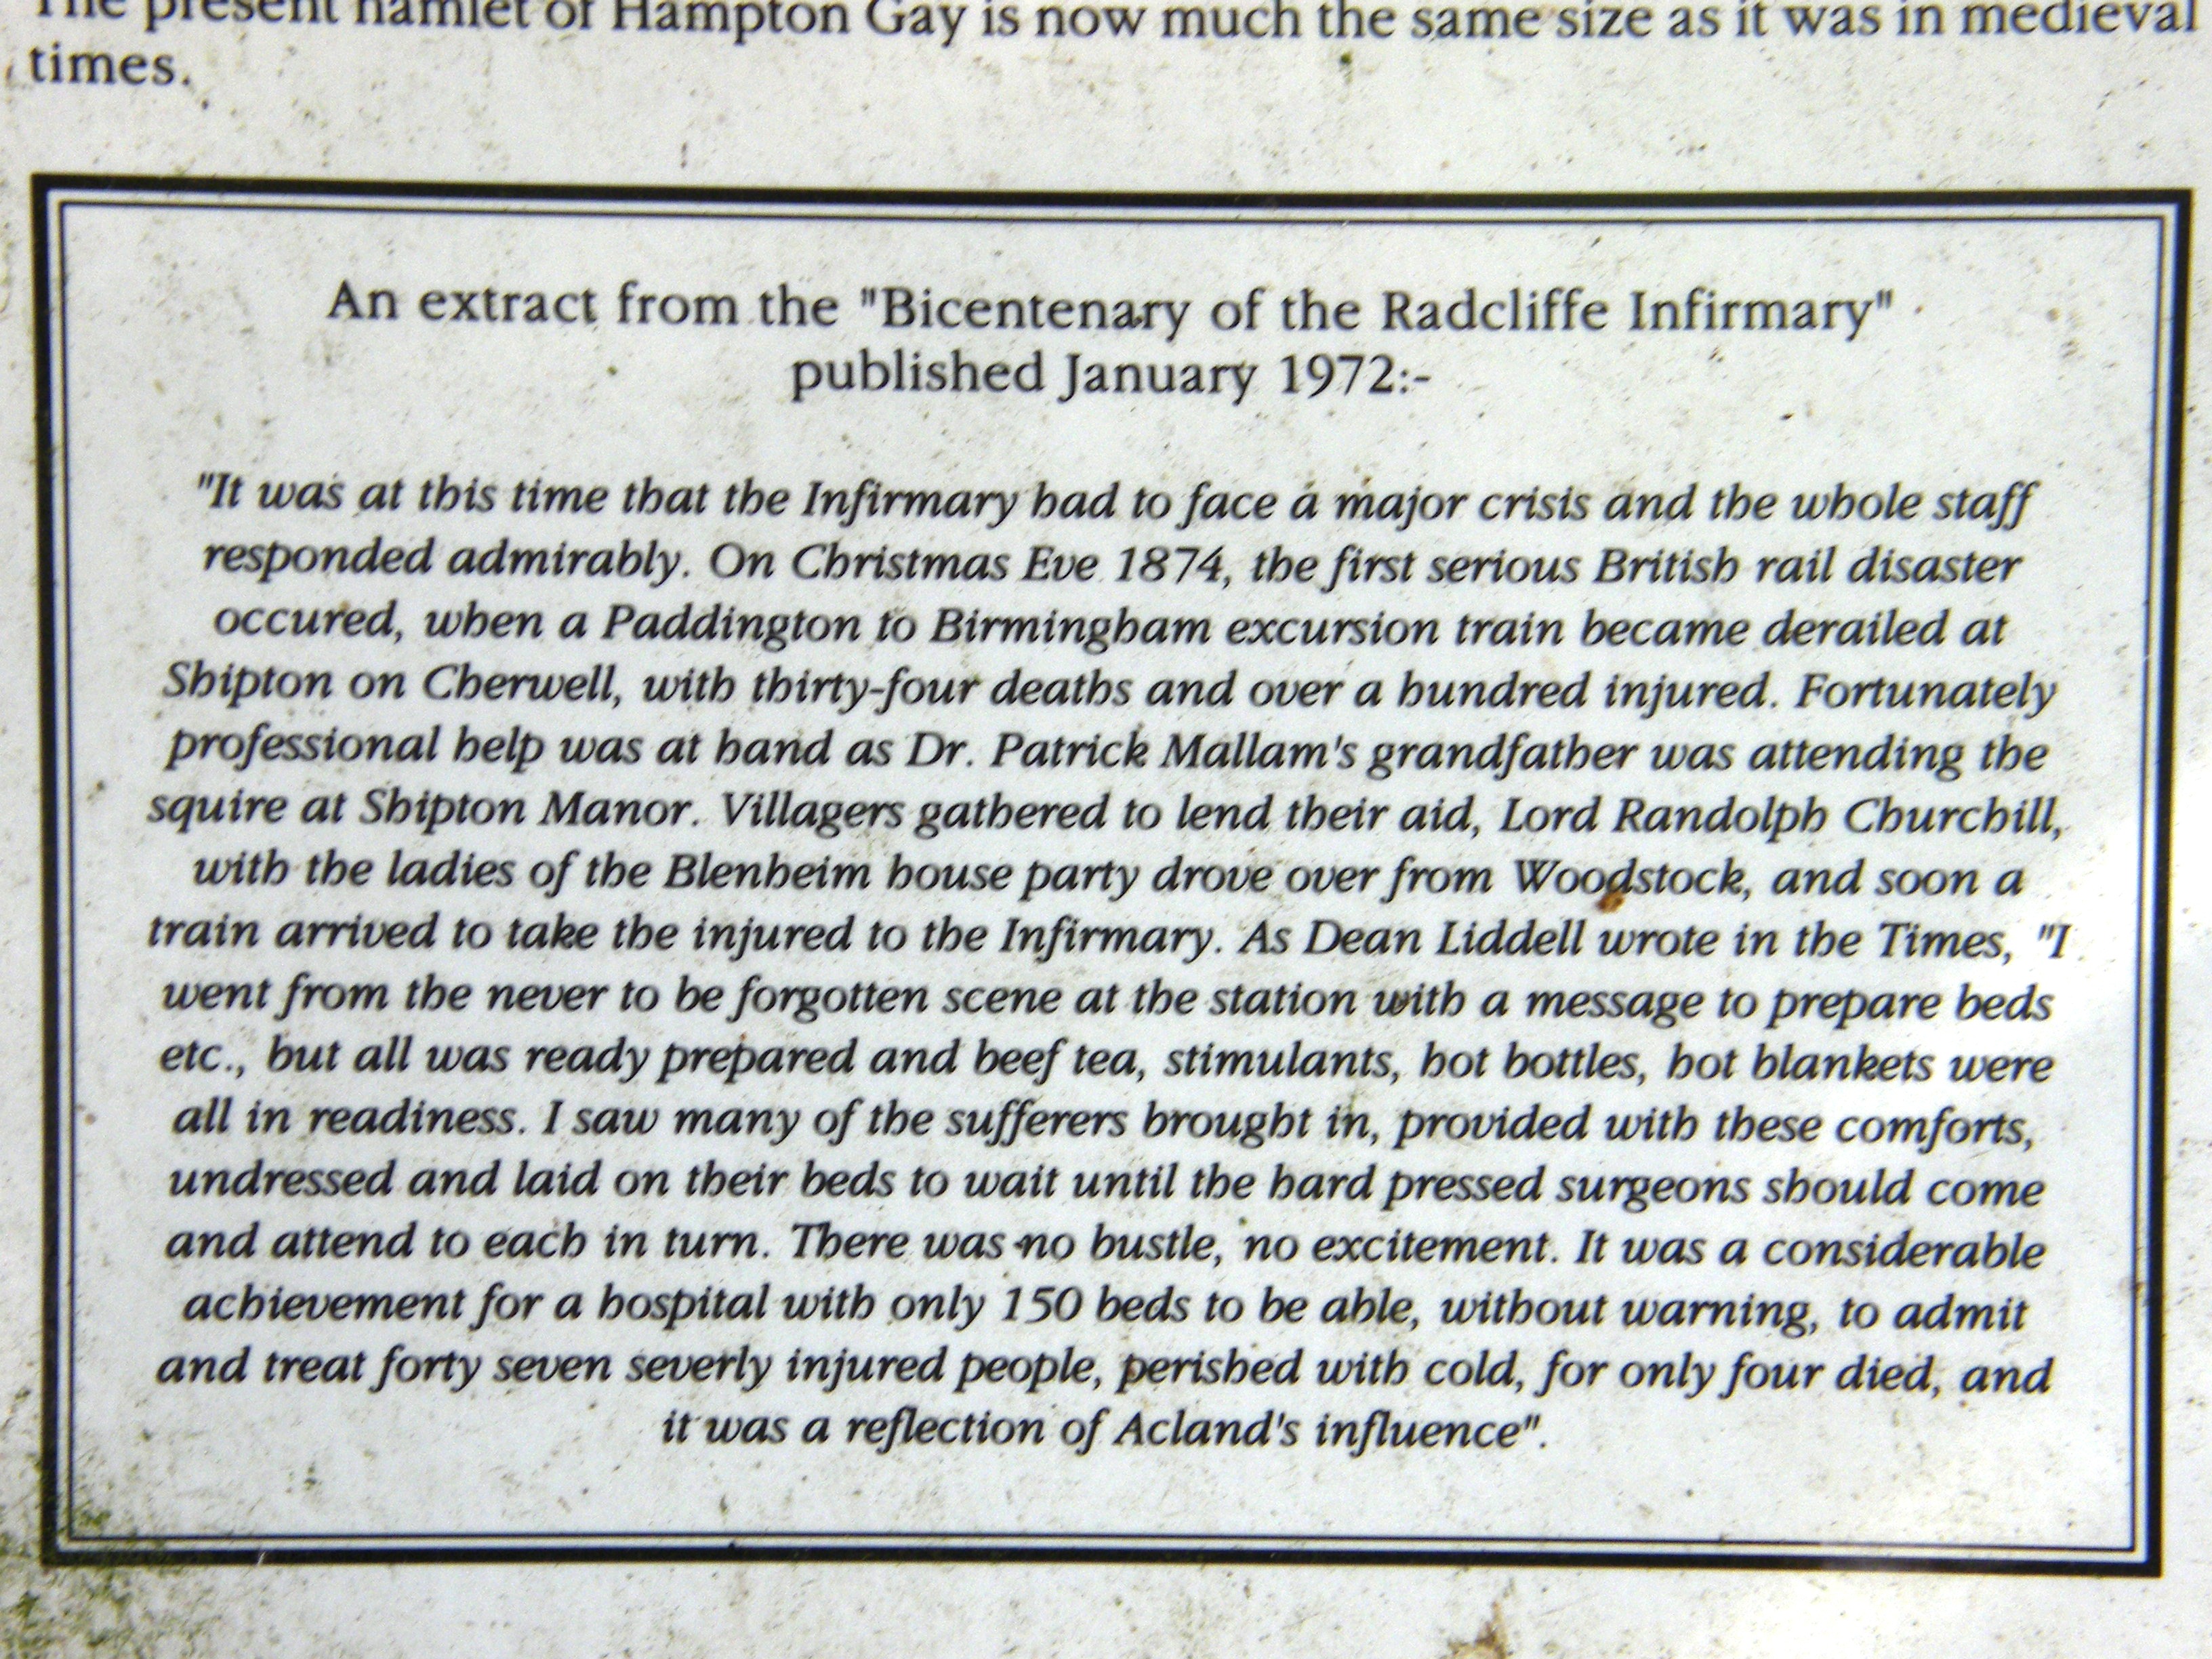 The present hamlet of Hampton Gay is now much the same size as it was in medieval
times.
An extract from the "Bicentenary of the Radcliffe Infirmary"
published January 1972:-
"It was at this time that the Infirmary had to face a major crisis and the whole staff
responded admirably. On Christmas Eve 1874, the first serious British rail disaster
occured, when a Paddington to Birmingham excursion train became derailed at
Shipton on Cherwell, with thirty-four deaths and over a hundred injured. Fortunately
professional help was at hand as Dr. Patrick Mallam's grandfather was attending the
squire at Shipton Manor. Villagers gathered to lend their aid, Lord Randolph Churchill,
with the ladies of the Blenheim house party drove over from Woodstock, and soon a
train arrived to take the injured to the Infirmary. As Dean Liddell wrote in the Times, "I
went from the never to be forgotten scene at the station with a message to prepare beds
etc., but all was ready prepared and beef tea, stimulants, hot bottles, hot blankets were
all in readiness. I saw many of the sufferers brought in, provided with these comforts,
undressed and laid on their beds to wait until the hard pressed surgeons should come
and attend to each in turn. There was no bustle, no excitement. It was a considerable
achievement for a hospital with only 150 beds to be able, without warning, to admit
and treat forty seven severly injured people, perished with cold, for only four died, and
it was a reflection of Acland's influence".